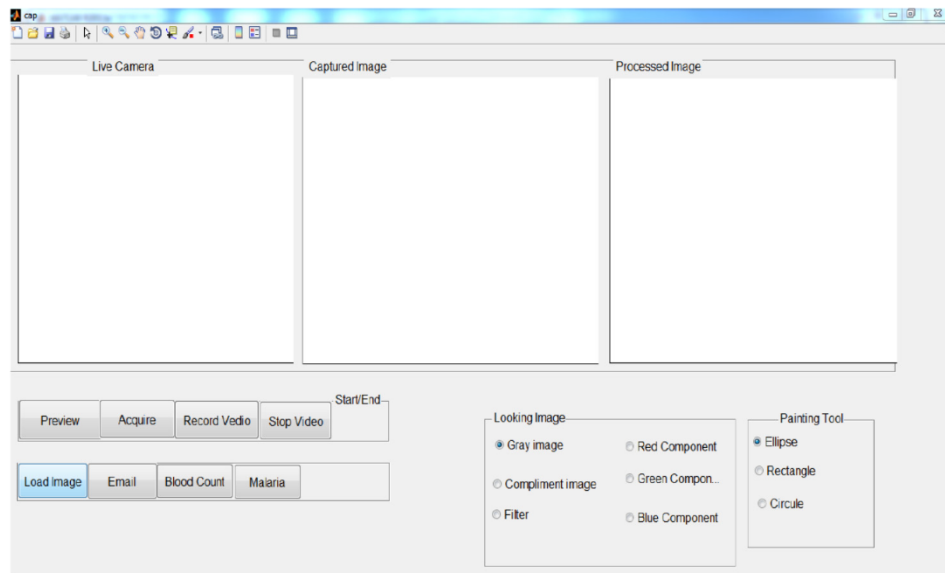 cap
Live Camera
Captured Image
Processed Image
Start/End
Preview
Acquire
Record Vedio
Stop Video
Load Image
Email
Blood Count
Malaria
Looking Image
Gray image
Red Component
Compliment image
Green Compon...
Filter
Blue Component
Painting Tool
Ellipse
Rectangle
Circule